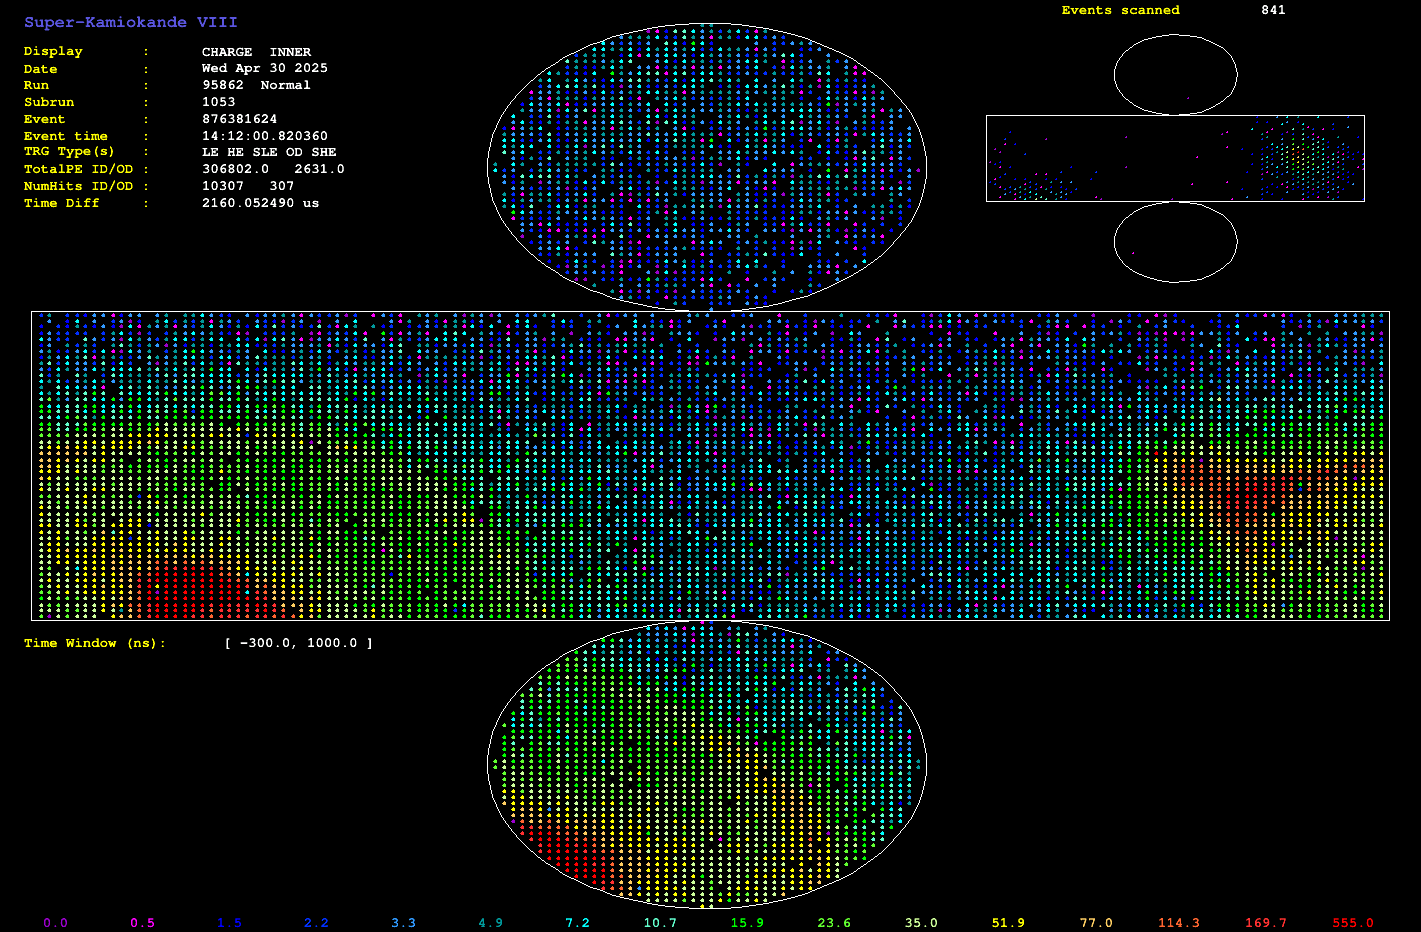 Super-Kamiokande VIII
Events scanned 841
Display : CHARGE INNER
Date : Wed Apr 30 2025
Run : 95862 Normal
Subrun : 1053
Event : 876381624
Event time : 14:12:00.820360
TRG Type(s) : LE HE SLE OD SHE
TotalPE ID/OD : 306802.0 2631.0
NumHits ID/OD : 10307 307
Time Diff : 2160.052490 us
Time Window (ns): [ -300.0, 1000.0 ]
0.0 0.5 1.5 2.2 3.3 4.9 7.2 10.7 15.9 23.6 35.0 51.9 77.0 114.3 169.7 555.0